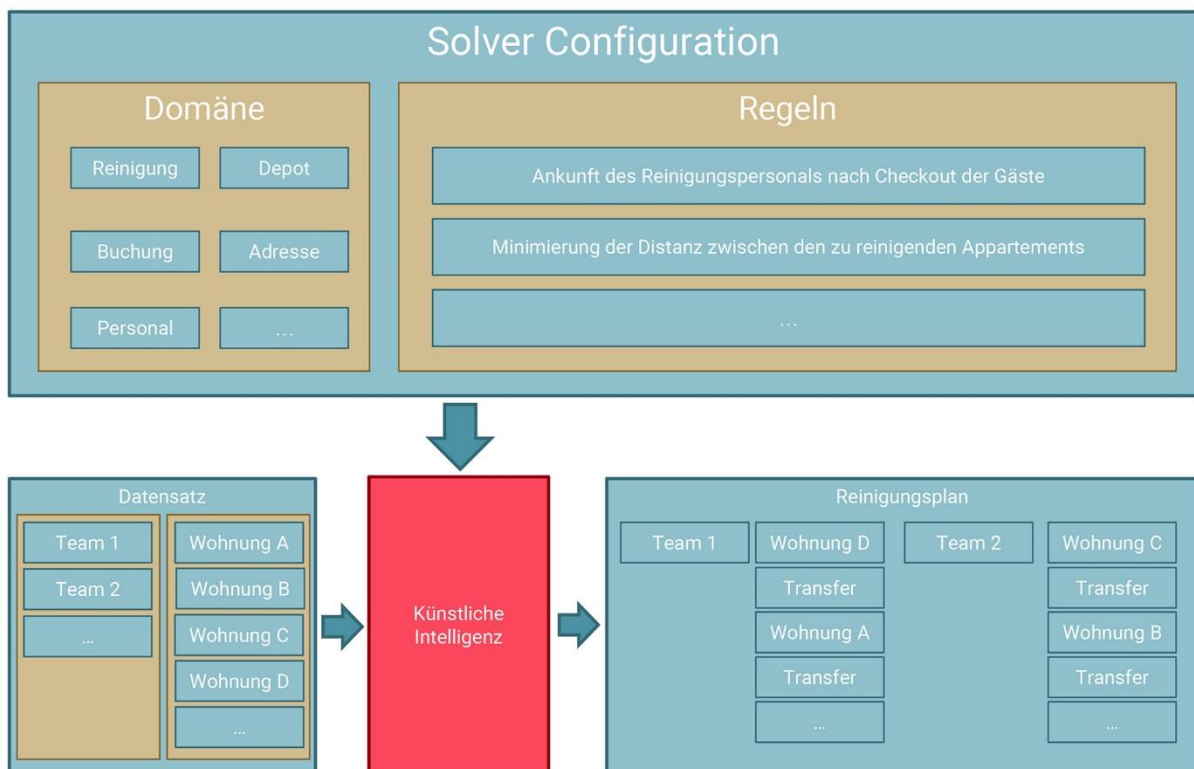 Solver Configuration
Domäne
Reinigung
Depot
Buchung
Adresse
Personal
...
Regeln
Ankunft des Reinigungspersonals nach Checkout der Gäste
Minimierung der Distanz zwischen den zu reinigenden Appartements
...
Datensatz
Team 1
Team 2
...
Wohnung A
Wohnung B
Wohnung C
Wohnung D
...
Künstliche
Intelligenz
Reinigungsplan
Team 1
Wohnung D
Transfer
Wohnung A
Transfer
...
Team 2
Wohnung C
Transfer
Wohnung B
Transfer
...